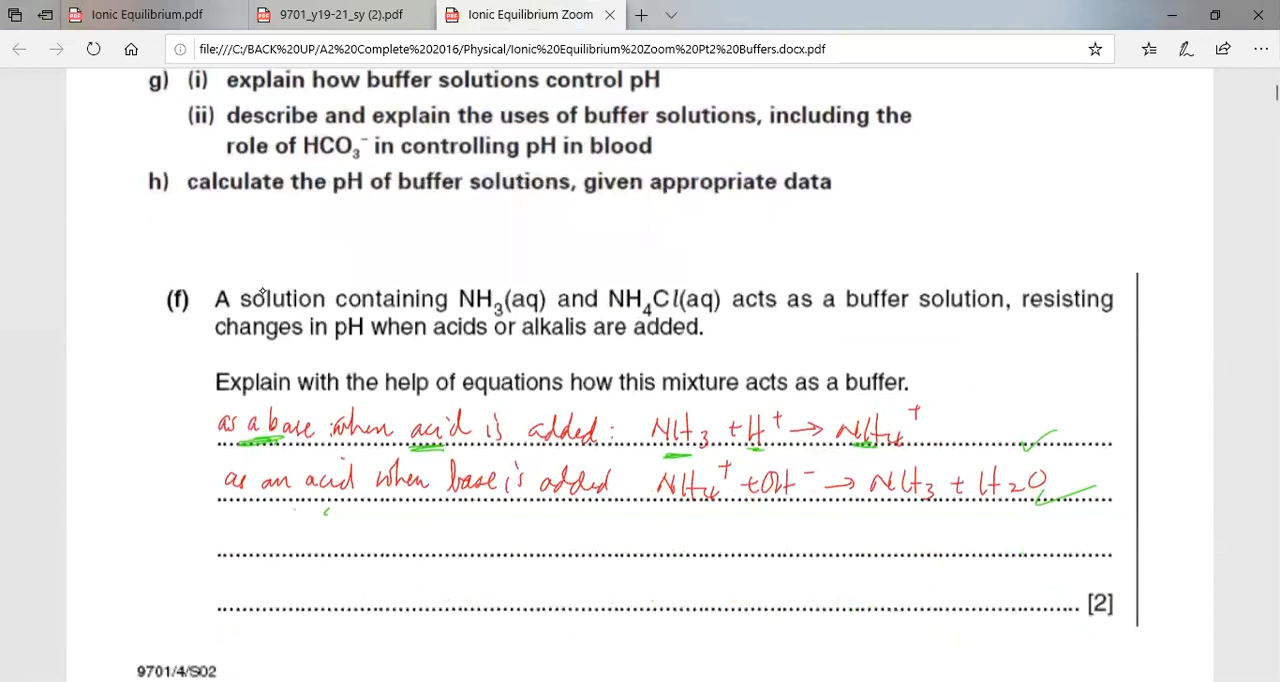 Ionic Equilibrium.pdf 9701_y19-21_sy (2).pdf Ionic Equilibrium Zoom
file:///C:/BACK%20UP/A2%20Complete%202016/Physical/Ionic%20Equilibrium%20Zoom%20Pt2%20Buffers.docx.pdf
g) (i) explain how buffer solutions control pH
(ii) describe and explain the uses of buffer solutions, including the
role of HCO₃⁻ in controlling pH in blood
h) calculate the pH of buffer solutions, given appropriate data
(f) A solution containing NH₃(aq) and NH₄Cl(aq) acts as a buffer solution, resisting
changes in pH when acids or alkalis are added.
Explain with the help of equations how this mixture acts as a buffer.
as a base when acid is added: NH₃ + H⁺ → NH₄⁺
as an acid when base is added NH₄⁺ + OH⁻ → NH₃ + H₂O
[2]
9701/4/S02